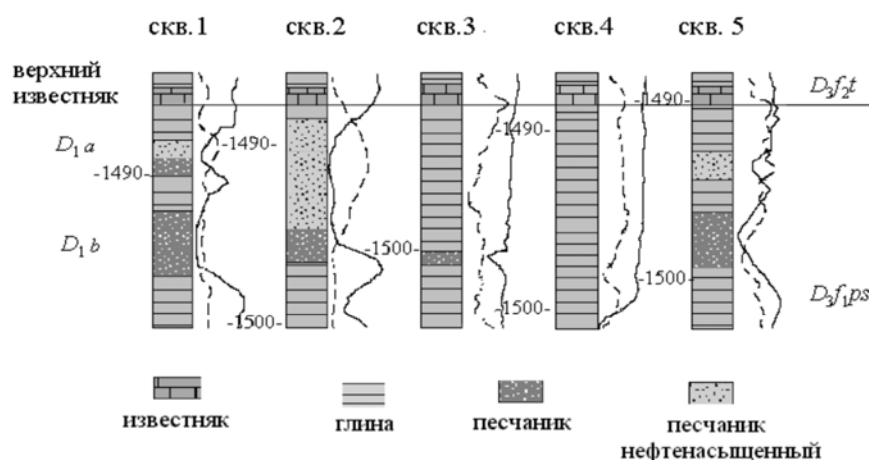 скв.1 скв.2 скв.3 скв.4 скв. 5
верхний
известняк
D₃f₂t
-1490-
-1490-
-1490-
D₁ a
-1490-
D₁ b
-1500-
-1500-
D₃f₁ps
-1500-
-1500-
известняк
глина
песчаник
песчаник
нефтенасыщенный